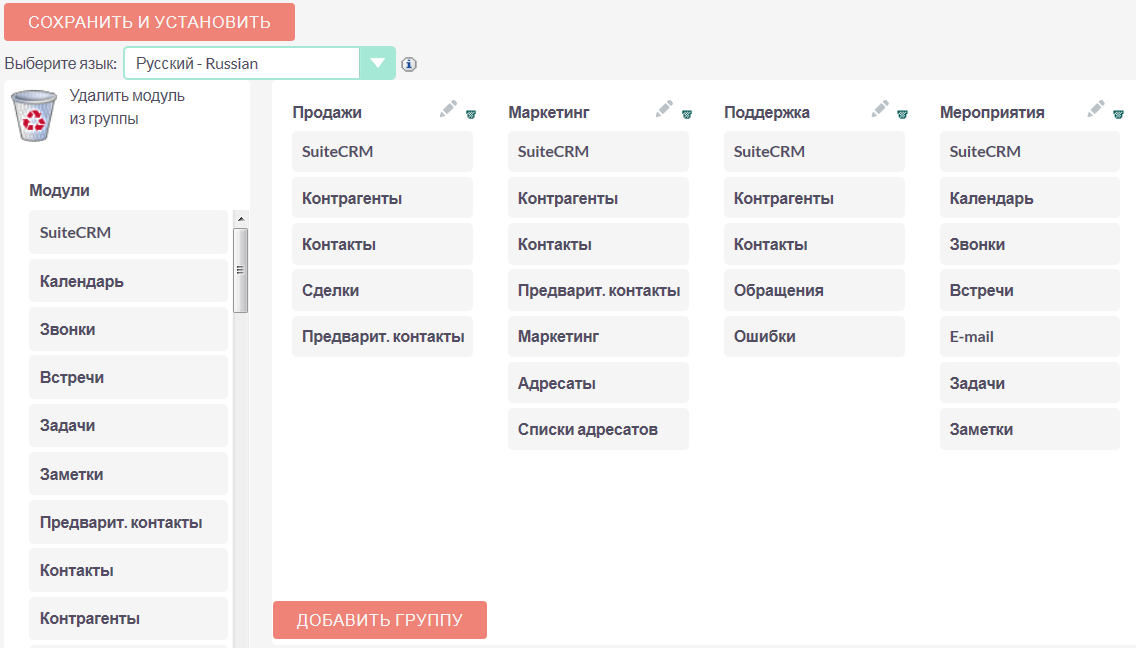 СОХРАНИТЬ И УСТАНОВИТЬ
Выберите язык: Русский - Russian
Удалить модуль
из группы
Модули
SuiteCRM
Календарь
Звонки
Встречи
Задачи
Заметки
Предварит. контакты
Контакты
Контрагенты
Продажи
SuiteCRM
Контрагенты
Контакты
Сделки
Предварит. контакты
Маркетинг
SuiteCRM
Контрагенты
Контакты
Предварит. контакты
Маркетинг
Адресаты
Списки адресатов
Поддержка
SuiteCRM
Контрагенты
Контакты
Обращения
Ошибки
Мероприятия
SuiteCRM
Календарь
Звонки
Встречи
E-mail
Задачи
Заметки
ДОБАВИТЬ ГРУППУ